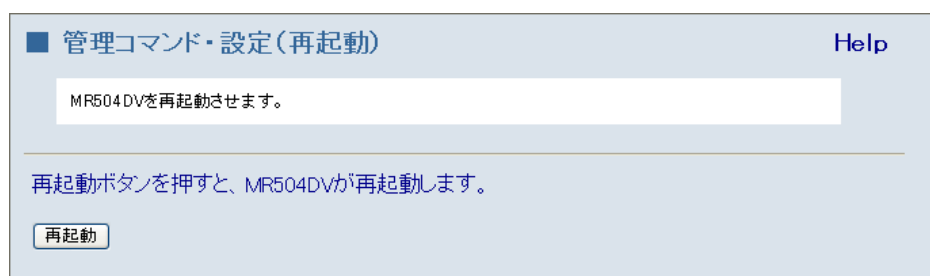 ■ 管理コマンド・設定(再起動)
Help
MR504DVを再起動させます。
再起動ボタンを押すと、MR504DVが再起動します。
再起動